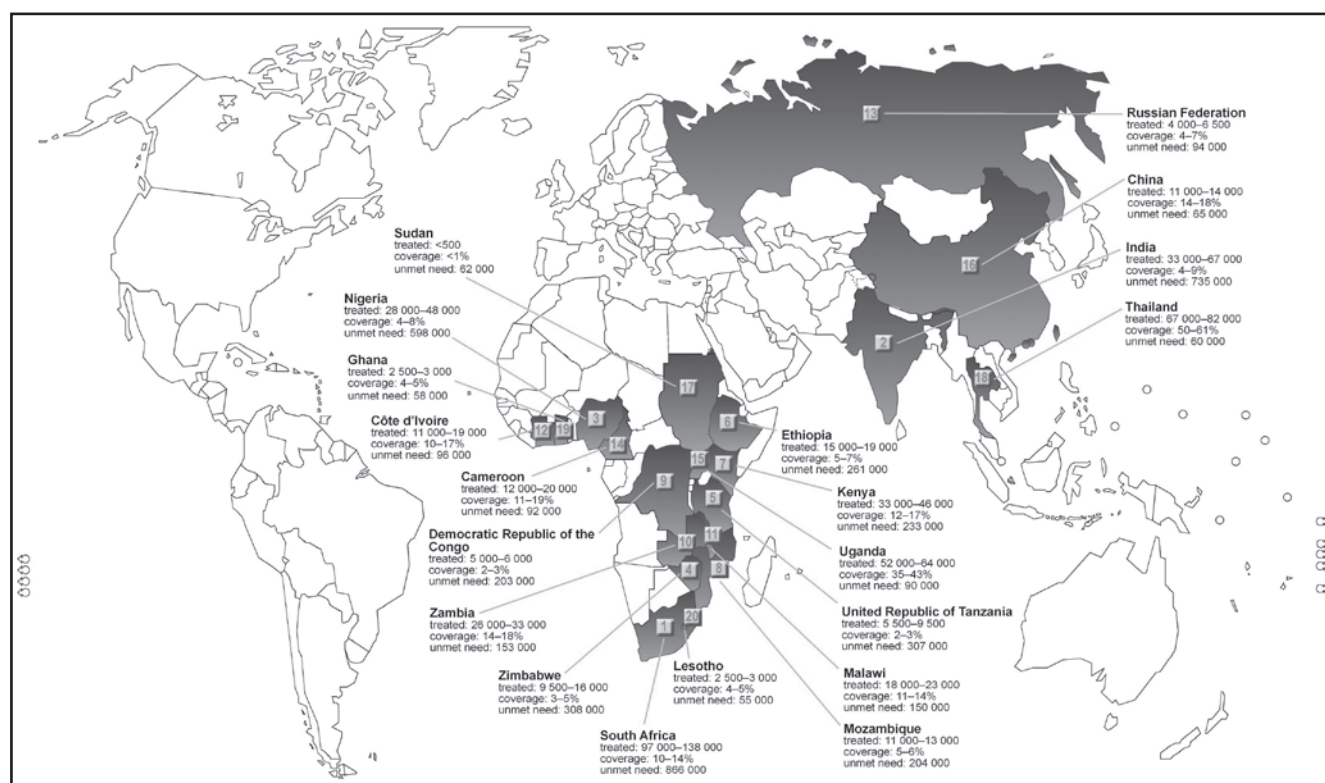 Russian Federation
treated: 4 000–6 500
coverage: 4–7%
unmet need: 94 000
China
treated: 11 000–14 000
coverage: 14–18%
unmet need: 65 000
India
treated: 33 000–67 000
coverage: 4–9%
unmet need: 735 000
Thailand
treated: 67 000–82 000
coverage: 50–61%
unmet need: 60 000
Sudan
treated: <500
coverage: <1%
unmet need: 62 000
Nigeria
treated: 28 000–48 000
coverage: 4–8%
unmet need: 598 000
Ghana
treated: 2 500–3 000
coverage: 4–5%
unmet need: 58 000
Côte d'Ivoire
treated: 11 000–19 000
coverage: 10–17%
unmet need: 96 000
Cameroon
treated: 12 000–20 000
coverage: 11–19%
unmet need: 92 000
Democratic Republic of the
Congo
treated: 5 000–6 000
coverage: 2–3%
unmet need: 203 000
Zambia
treated: 26 000–33 000
coverage: 14–18%
unmet need: 153 000
Zimbabwe
treated: 9 500–16 000
coverage: 3–5%
unmet need: 308 000
South Africa
treated: 97 000–138 000
coverage: 10–14%
unmet need: 866 000
Lesotho
treated: 2 500–3 000
coverage: 4–5%
unmet need: 55 000
Ethiopia
treated: 15 000–19 000
coverage: 5–7%
unmet need: 261 000
Kenya
treated: 33 000–46 000
coverage: 12–17%
unmet need: 233 000
Uganda
treated: 52 000–64 000
coverage: 35–43%
unmet need: 90 000
United Republic of Tanzania
treated: 5 500–9 500
coverage: 2–3%
unmet need: 307 000
Malawi
treated: 18 000–23 000
coverage: 11–14%
unmet need: 150 000
Mozambique
treated: 11 000–13 000
coverage: 5–6%
unmet need: 204 000
13
16
2
18
17
3
12
19
14
6
15
7
9
5
10
11
4
8
1
20